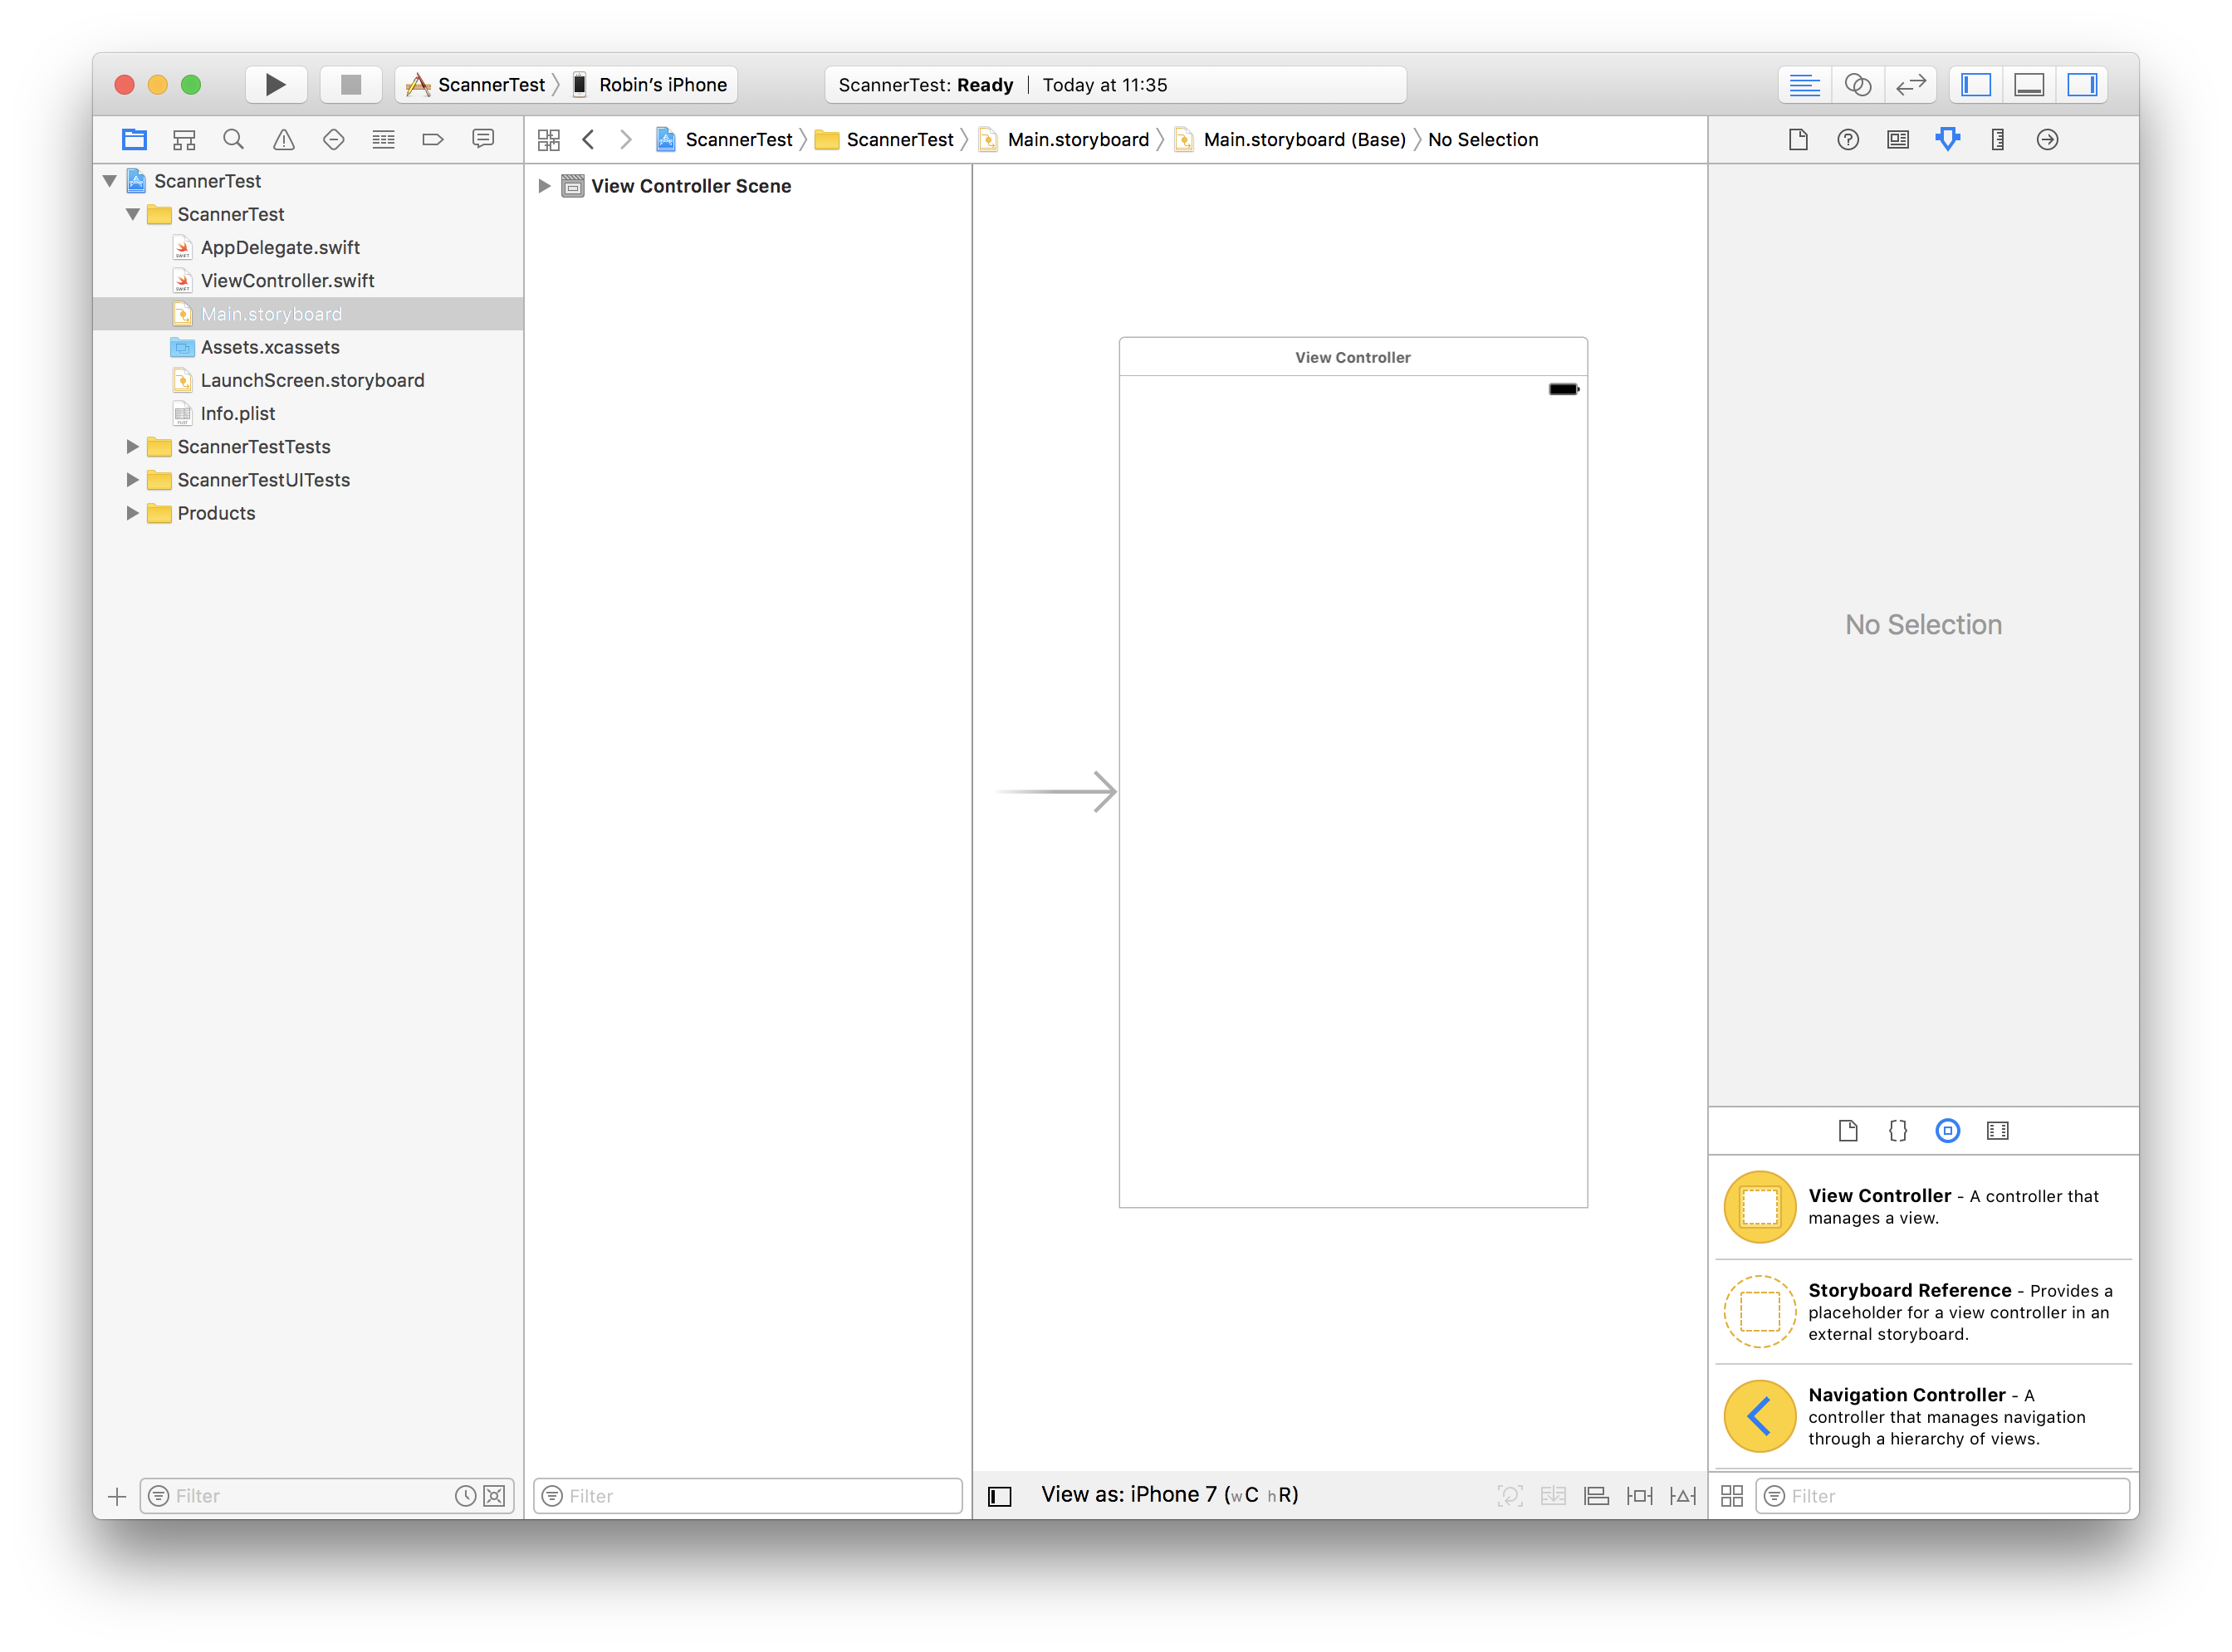 ScannerTest Robin’s iPhone
ScannerTest: Ready Today at 11:35
ScannerTest ScannerTest Main.storyboard Main.storyboard (Base) No Selection
ScannerTest
ScannerTest
AppDelegate.swift
ViewController.swift
Main.storyboard
Assets.xcassets
LaunchScreen.storyboard
Info.plist
ScannerTestTests
ScannerTestUITests
Products
Filter
View Controller Scene
Filter
View Controller
View as: iPhone 7 (wC hR)
No Selection
View Controller - A controller that
manages a view.
Storyboard Reference - Provides a
placeholder for a view controller in an
external storyboard.
Navigation Controller - A
controller that manages navigation
through a hierarchy of views.
Filter